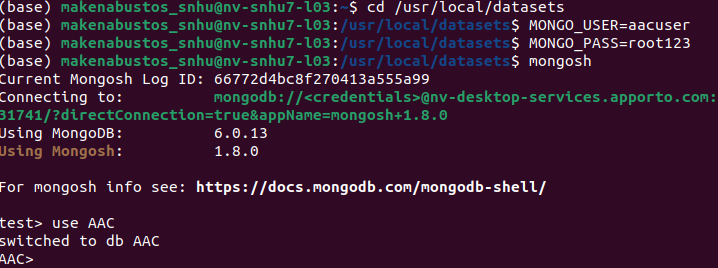 (base) makenabustos_snhu@nv-snhu7-l03:~$ cd /usr/local/datasets
(base) makenabustos_snhu@nv-snhu7-l03:/usr/local/datasets$ MONGO_USER=aacuser
(base) makenabustos_snhu@nv-snhu7-l03:/usr/local/datasets$ MONGO_PASS=root123
(base) makenabustos_snhu@nv-snhu7-l03:/usr/local/datasets$ mongosh
Current Mongosh Log ID: 66772d4bc8f270413a555a99
Connecting to: mongodb://<credentials>@nv-desktop-services.apporto.com:
31741/?directConnection=true&appName=mongosh+1.8.0
Using MongoDB: 6.0.13
Using Mongosh: 1.8.0
For mongosh info see: https://docs.mongodb.com/mongodb-shell/
test> use AAC
switched to db AAC
AAC>